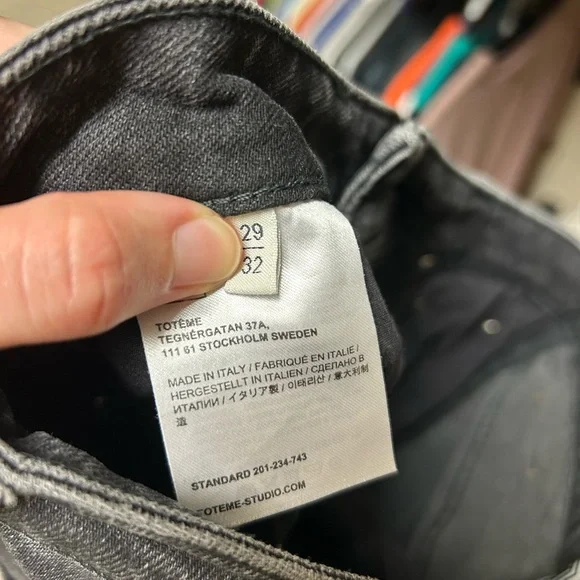 29
32
TOTÊME
TEGNÉRGATAN 37A,
111 61 STOCKHOLM SWEDEN
MADE IN ITALY / FABRIQUÉ EN ITALIE /
HERGESTELLT IN ITALIEN / СДЕЛАНО В
ИТАЛИИ / イタリア製 / 이태리산 / 意大利
造
STANDARD 201-234-743
TOTEME-STUDIO.COM